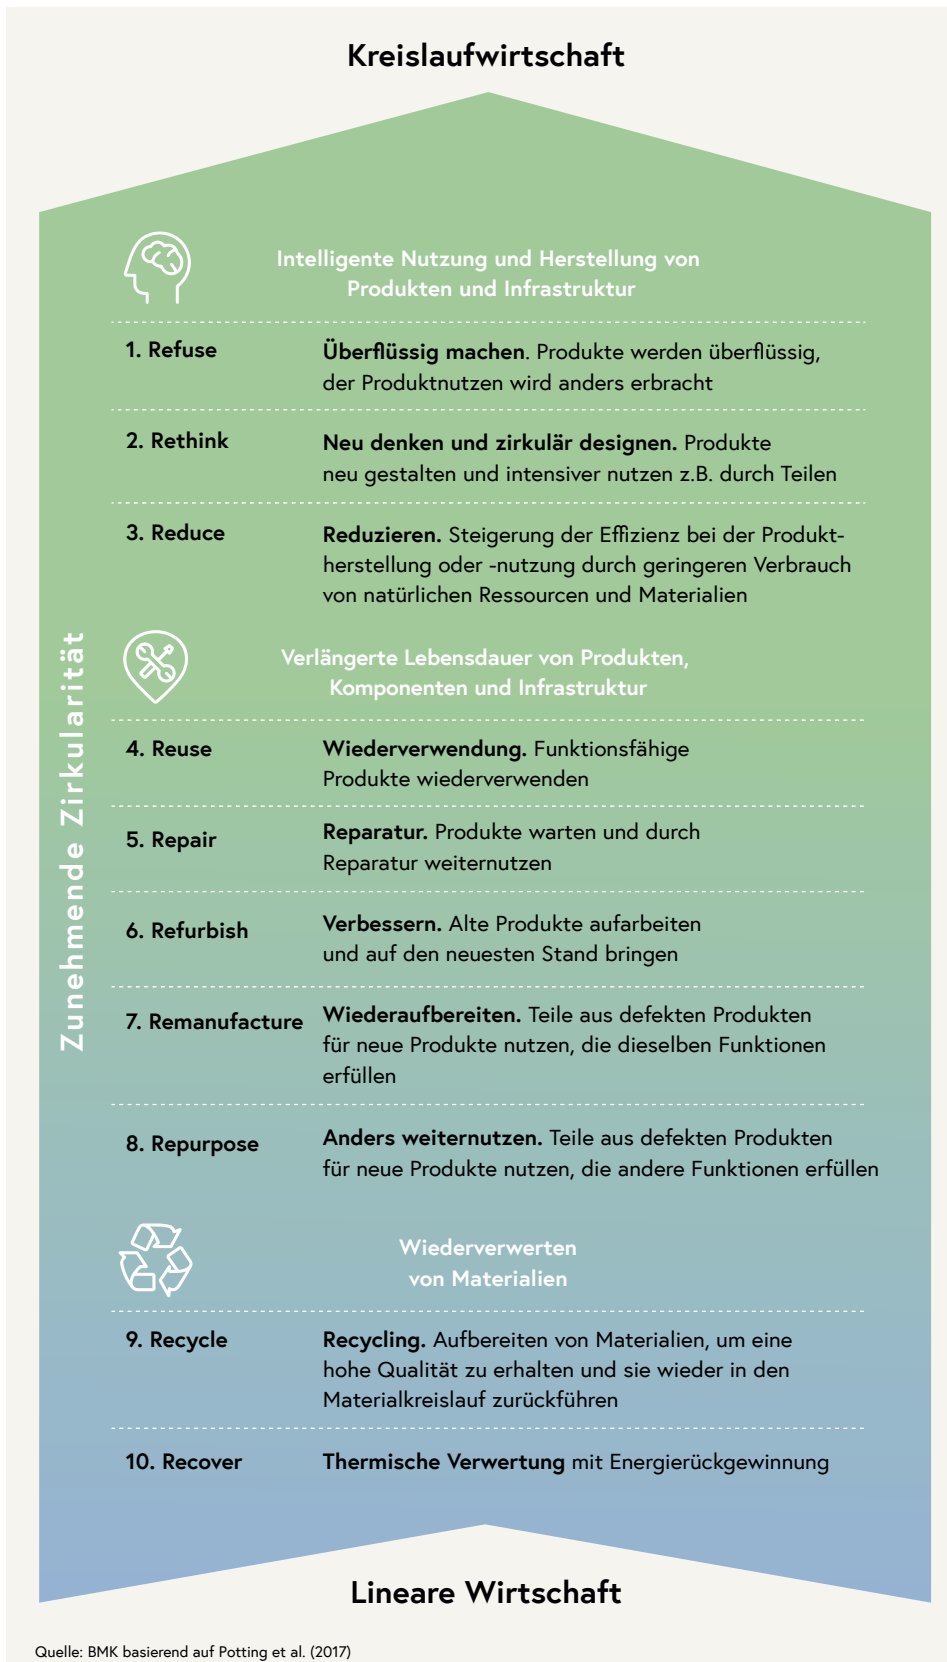 Kreislaufwirtschaft
Intelligente Nutzung und Herstellung von
Produkten und Infrastruktur
1. Refuse
Überflüssig machen. Produkte werden überflüssig,
der Produktnutzen wird anders erbracht
2. Rethink
Neu denken und zirkulär designen. Produkte
neu gestalten und intensiver nutzen z.B. durch Teilen
3. Reduce
Reduzieren. Steigerung der Effizienz bei der Produkt-
herstellung oder -nutzung durch geringeren Verbrauch
von natürlichen Ressourcen und Materialien
Zunehmende Zirkularität
Verlängerte Lebensdauer von Produkten,
Komponenten und Infrastruktur
4. Reuse
Wiederverwendung. Funktionsfähige
Produkte wiederverwenden
5. Repair
Reparatur. Produkte warten und durch
Reparatur weiternutzen
6. Refurbish
Verbessern. Alte Produkte aufarbeiten
und auf den neuesten Stand bringen
7. Remanufacture
Wiederaufbereiten. Teile aus defekten Produkten
für neue Produkte nutzen, die dieselben Funktionen
erfüllen
8. Repurpose
Anders weiternutzen. Teile aus defekten Produkten
für neue Produkte nutzen, die andere Funktionen erfüllen
Wiederverwerten
von Materialien
9. Recycle
Recycling. Aufbereiten von Materialien, um eine
hohe Qualität zu erhalten und sie wieder in den
Materialkreislauf zurückführen
10. Recover
Thermische Verwertung mit Energierückgewinnung
Lineare Wirtschaft
Quelle: BMK basierend auf Potting et al. (2017)